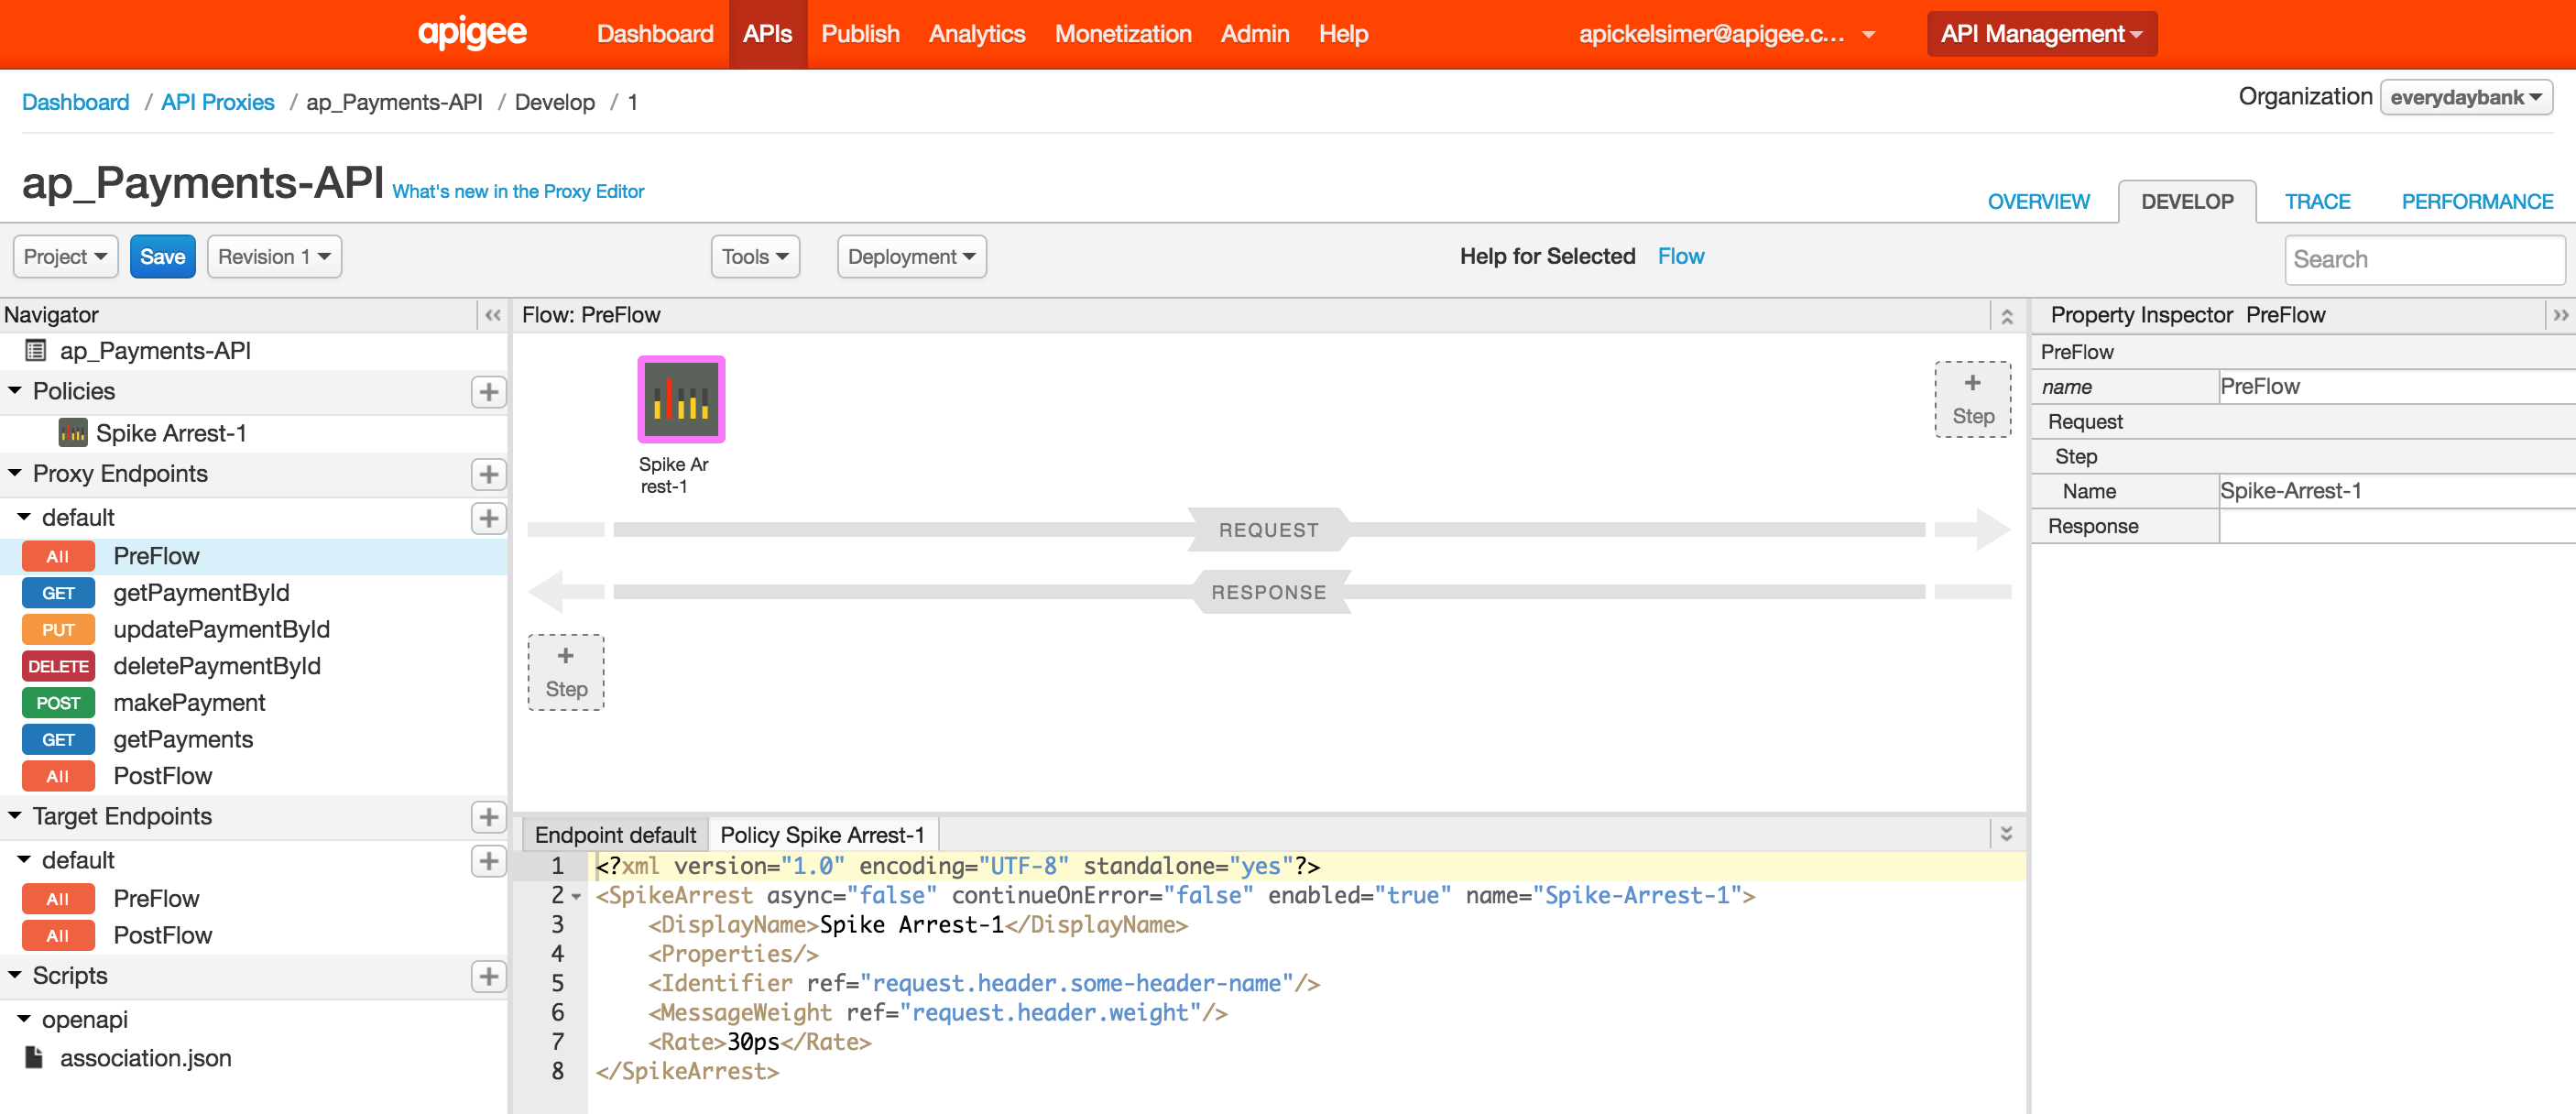 apigee Dashboard APIs Publish Analytics Monetization Admin Help apickelsimer@apigee.c... API Management
Dashboard / API Proxies / ap_Payments-API / Develop / 1
Organization everydaybank
ap_Payments-API What's new in the Proxy Editor
OVERVIEW DEVELOP TRACE PERFORMANCE
Project Save Revision 1 Tools Deployment Help for Selected Flow Search
Navigator
ap_Payments-API
Policies
Spike Arrest-1
Proxy Endpoints
default
All PreFlow
GET getPaymentById
PUT updatePaymentById
DELETE deletePaymentById
POST makePayment
GET getPayments
All PostFlow
Target Endpoints
default
All PreFlow
All PostFlow
Scripts
openapi
association.json
Flow: PreFlow
Spike Ar
rest-1
+
Step
REQUEST
RESPONSE
+
Step
Endpoint default Policy Spike Arrest-1
1 <?xml version="1.0" encoding="UTF-8" standalone="yes"?>
2 <SpikeArrest async="false" continueOnError="false" enabled="true" name="Spike-Arrest-1">
3 <DisplayName>Spike Arrest-1</DisplayName>
4 <Properties/>
5 <Identifier ref="request.header.some-header-name"/>
6 <MessageWeight ref="request.header.weight"/>
7 <Rate>30ps</Rate>
8 </SpikeArrest>
Property Inspector PreFlow
PreFlow
name PreFlow
Request
Step
Name Spike-Arrest-1
Response